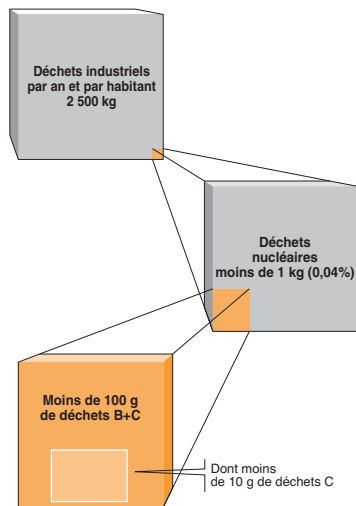 Déchets industriels
par an et par habitant
2 500 kg
Déchets
nucléaires
moins de 1 kg (0,04%)
Moins de 100 g
de déchets B+C
Dont moins
de 10 g de déchets C